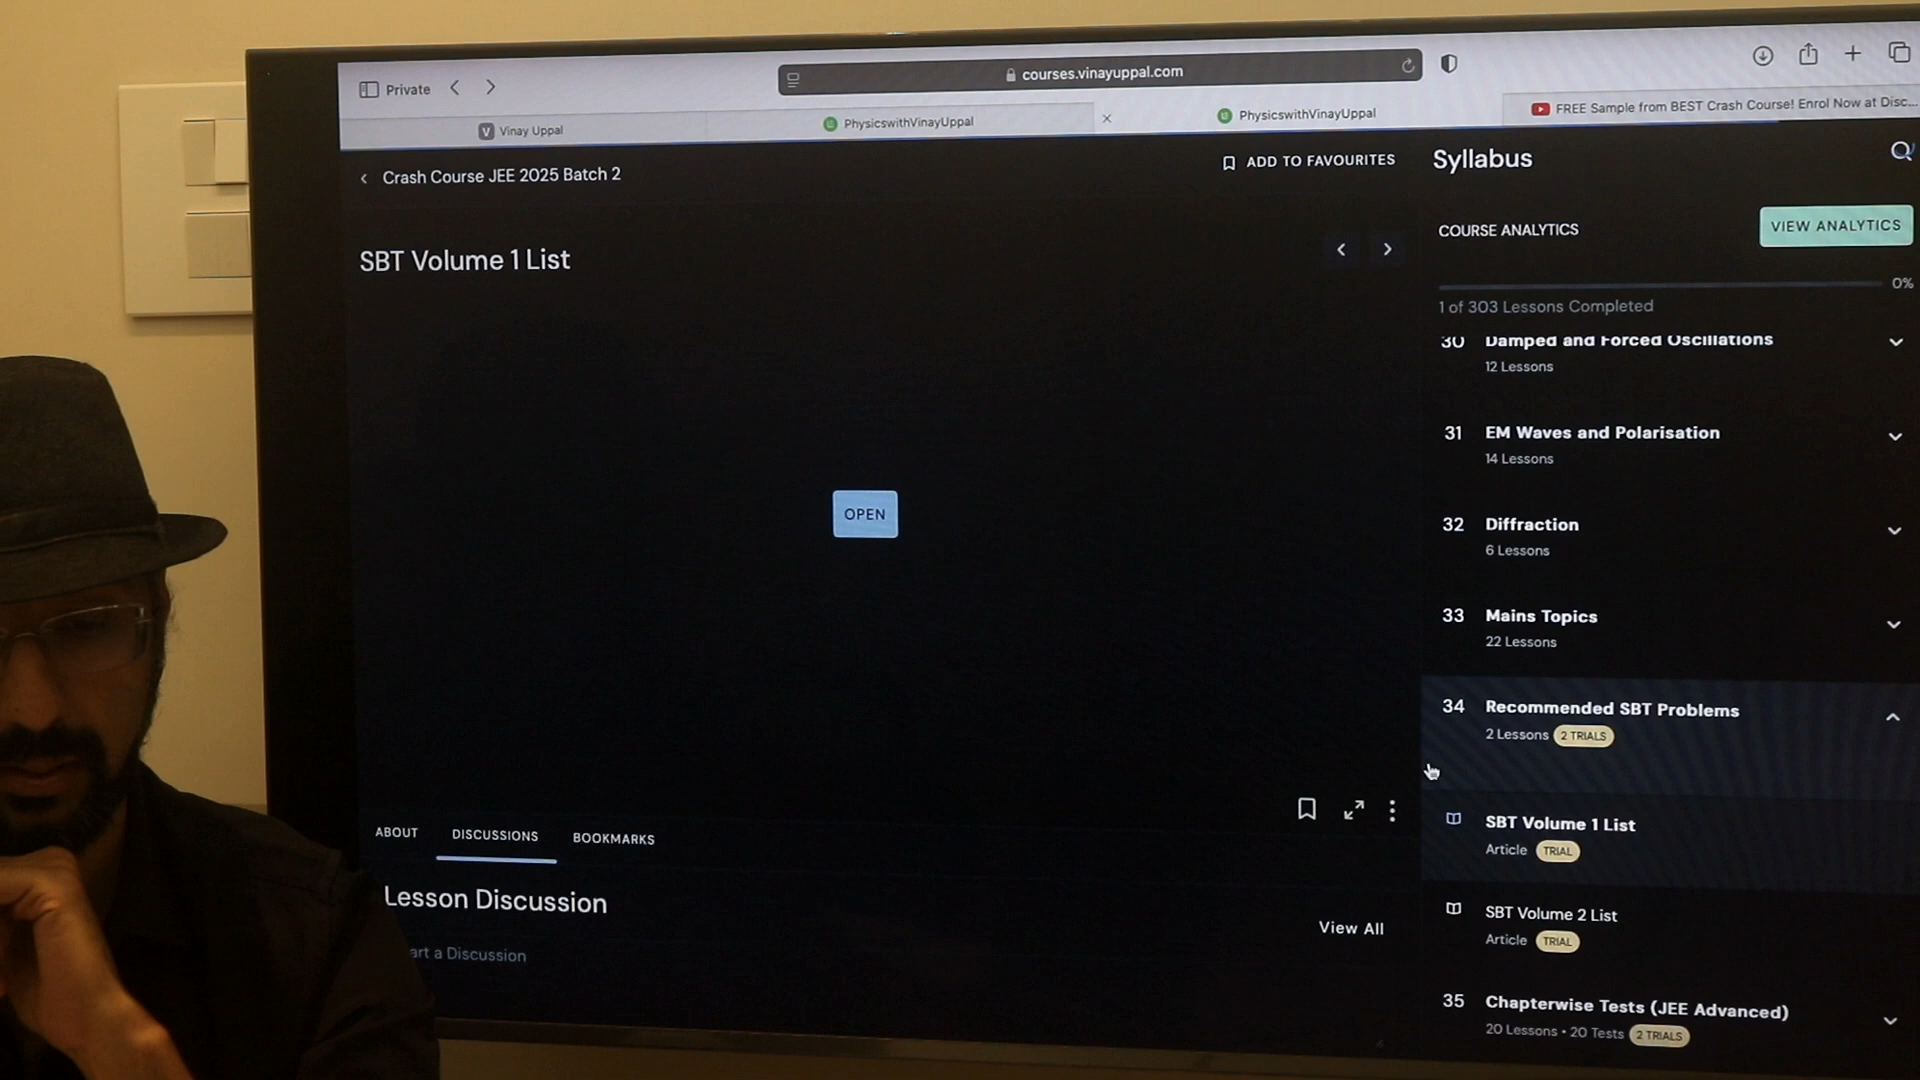 Private
courses.vinayuppal.com
Vinay Uppal
PhysicswithVinayUppal
PhysicswithVinayUppal
FREE Sample from BEST Crash Course! Enrol Now at Disc...
Crash Course JEE 2025 Batch 2
ADD TO FAVOURITES
SBT Volume 1 List
OPEN
ABOUT
DISCUSSIONS
BOOKMARKS
Lesson Discussion
View All
art a Discussion
Syllabus
COURSE ANALYTICS
VIEW ANALYTICS
0%
1 of 303 Lessons Completed
30 Damped and Forced Oscillations
12 Lessons
31 EM Waves and Polarisation
14 Lessons
32 Diffraction
6 Lessons
33 Mains Topics
22 Lessons
34 Recommended SBT Problems
2 Lessons 2 TRIALS
SBT Volume 1 List
Article TRIAL
SBT Volume 2 List
Article TRIAL
35 Chapterwise Tests (JEE Advanced)
20 Lessons • 20 Tests 2 TRIALS